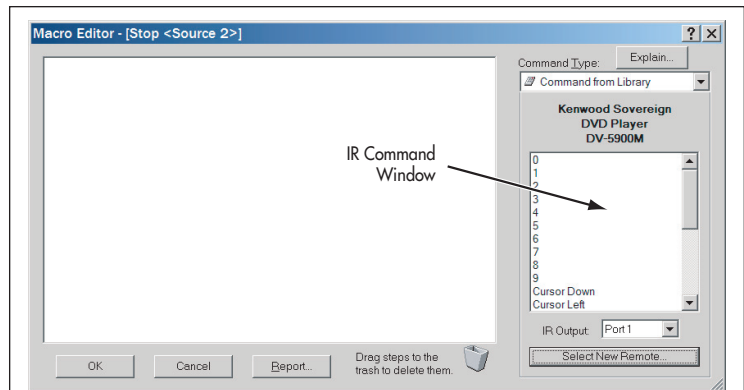 Macro Editor - [Stop <Source 2>]
Explain...
Command Type:
Command from Library
Kenwood Sovereign
DVD Player
DV-5900M
IR Command
Window
0
1
2
3
4
5
6
7
8
9
Cursor Down
Cursor Left
IR Output: Port 1
Select New Remote...
OK
Cancel
Report...
Drag steps to the
trash to delete them.